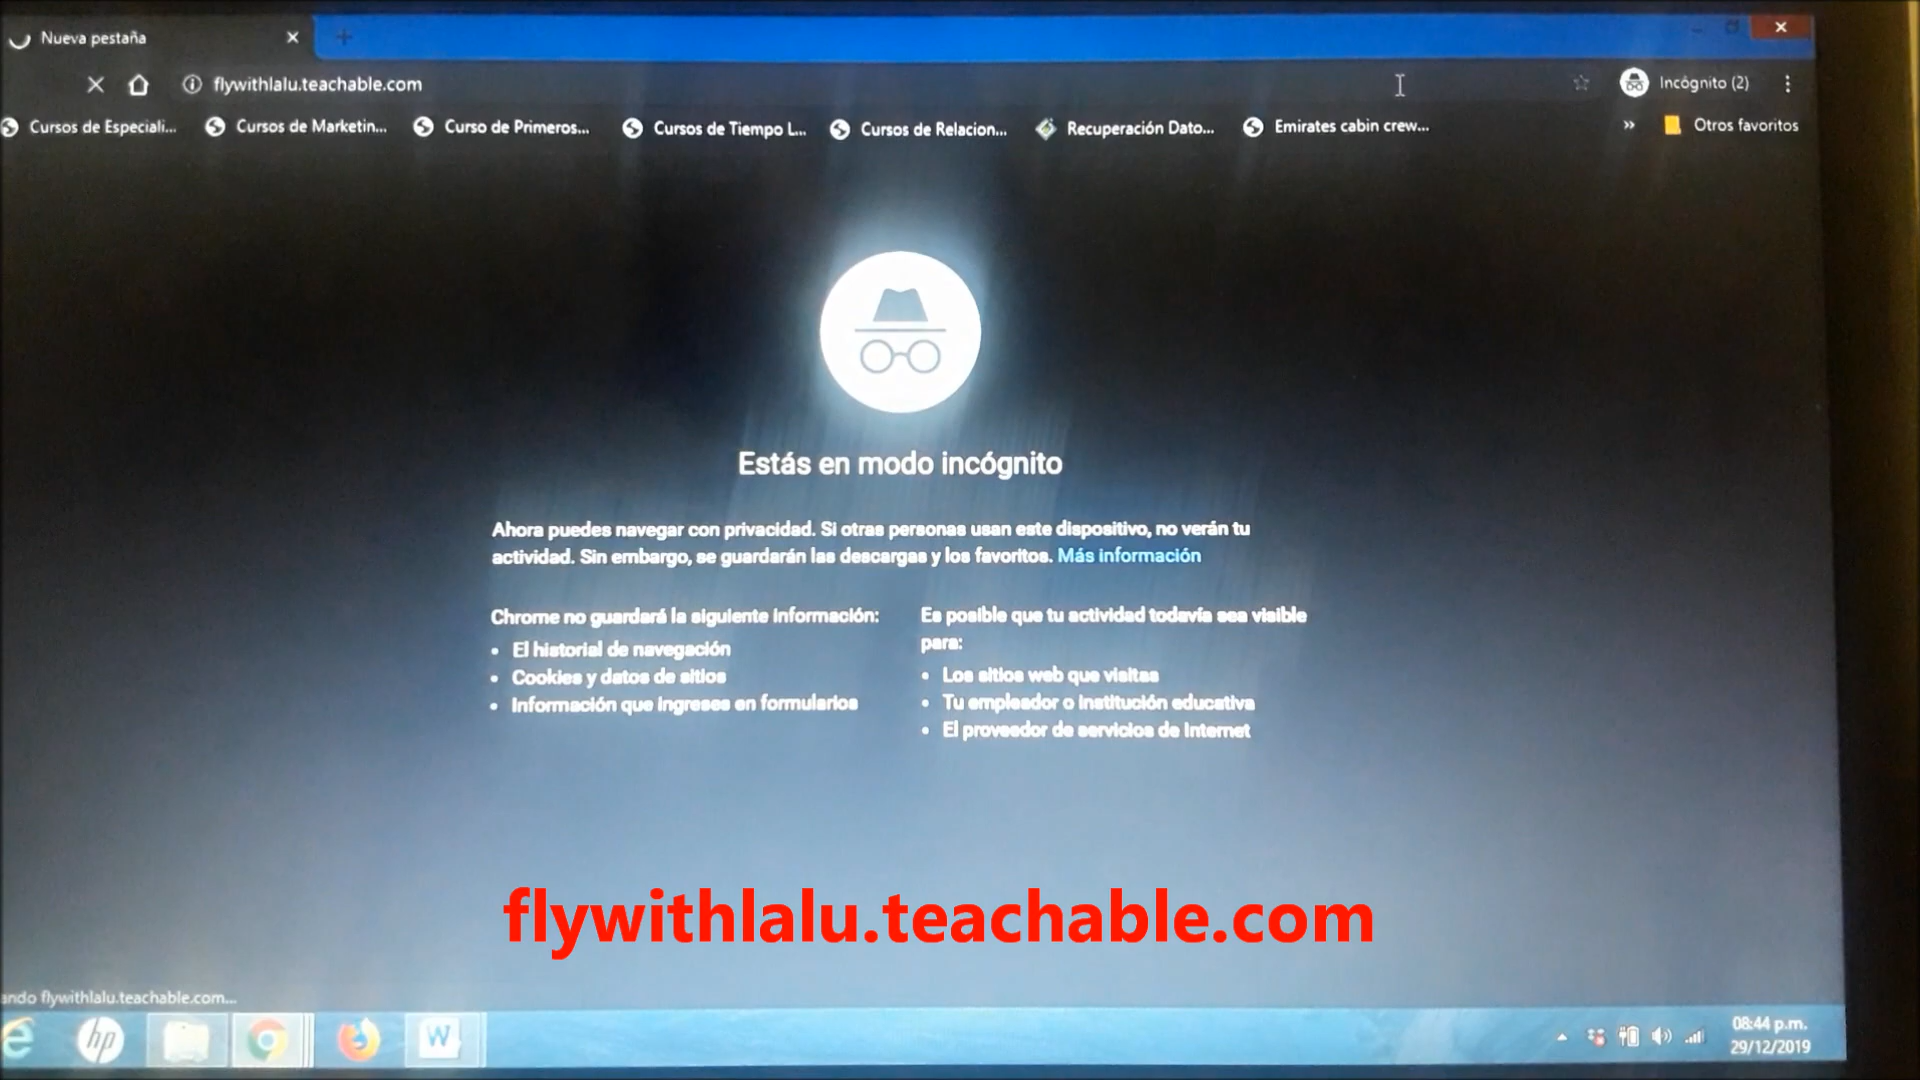 Nueva pestaña
flywithlalu.teachable.com
Incógnito (2)
Cursos de Especiali...
Cursos de Marketin...
Curso de Primeros...
Cursos de Tiempo L...
Cursos de Relacion...
Recuperación Dato...
Emirates cabin crew...
»
Otros favoritos
Estás en modo incógnito
Ahora puedes navegar con privacidad. Si otras personas usan este dispositivo, no verán tu
actividad. Sin embargo, se guardarán las descargas y los favoritos. Más información
Chrome no guardará la siguiente información:
• El historial de navegación
• Cookies y datos de sitios
• Información que ingreses en formularios
Es posible que tu actividad todavía sea visible
para:
• Los sitios web que visitas
• Tu empleador o institución educativa
• El proveedor de servicios de Internet
flywithlalu.teachable.com
ando flywithlalu.teachable.com...
hp
W
08:44 p.m.
29/12/2019